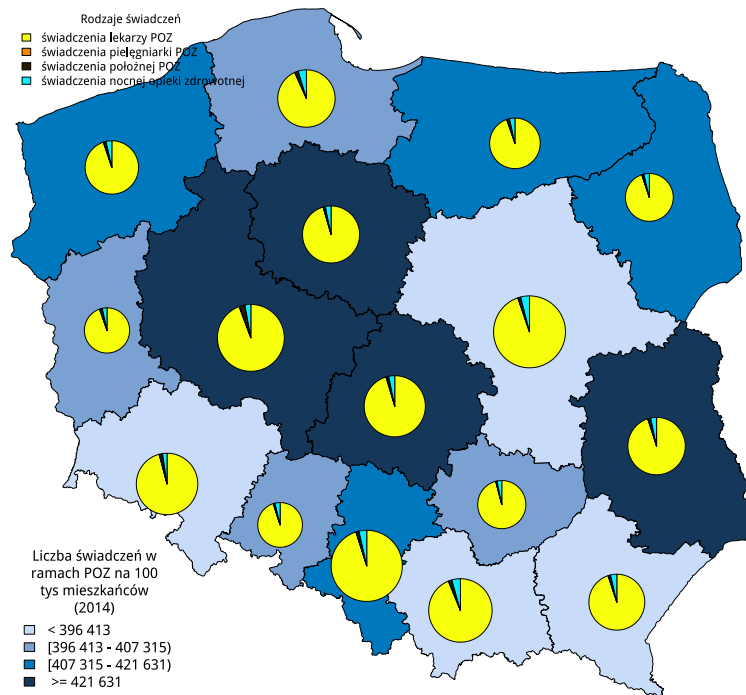 Rodzaje świadczeń
świadczenia lekarzy POZ
świadczenia pielęgniarki POZ
świadczenia położnej POZ
świadczenia nocnej opieki zdrowotnej
Liczba świadczeń w
ramach POZ na 100
tys mieszkańców
(2014)
< 396 413
[396 413 - 407 315)
[407 315 - 421 631)
>= 421 631